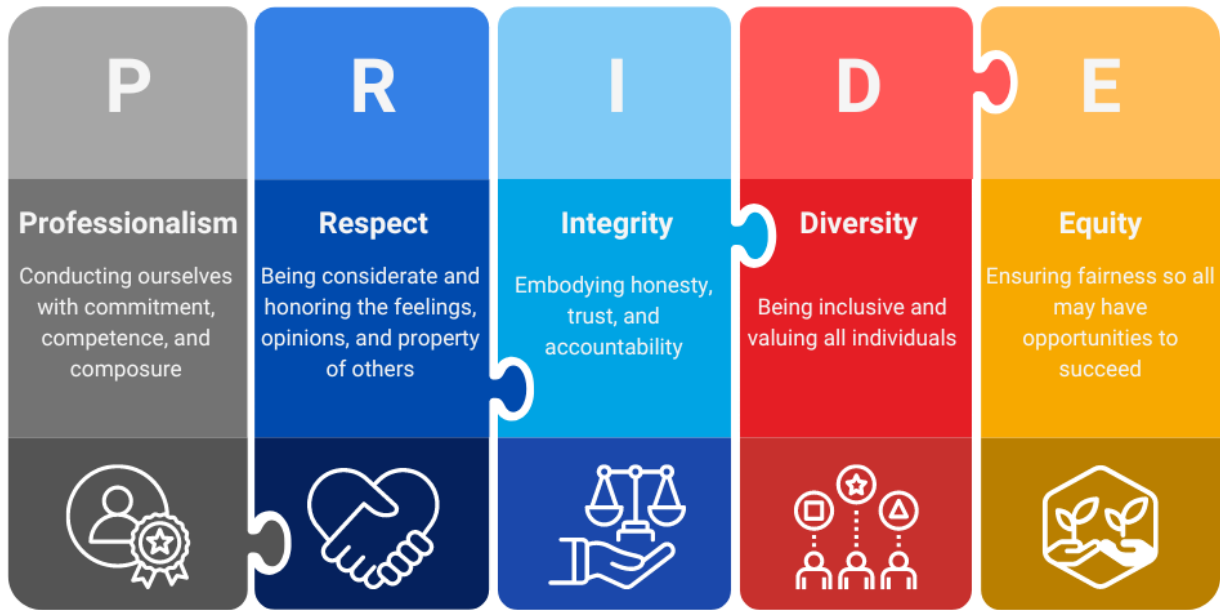 P
R
I
D
E
Professionalism
Conducting ourselves
with commitment,
competence, and
composure
Respect
Being considerate and
honoring the feelings,
opinions, and property
of others
Integrity
Embodying honesty,
trust, and
accountability
Diversity
Being inclusive and
valuing all individuals
Equity
Ensuring fairness so all
may have
opportunities to
succeed